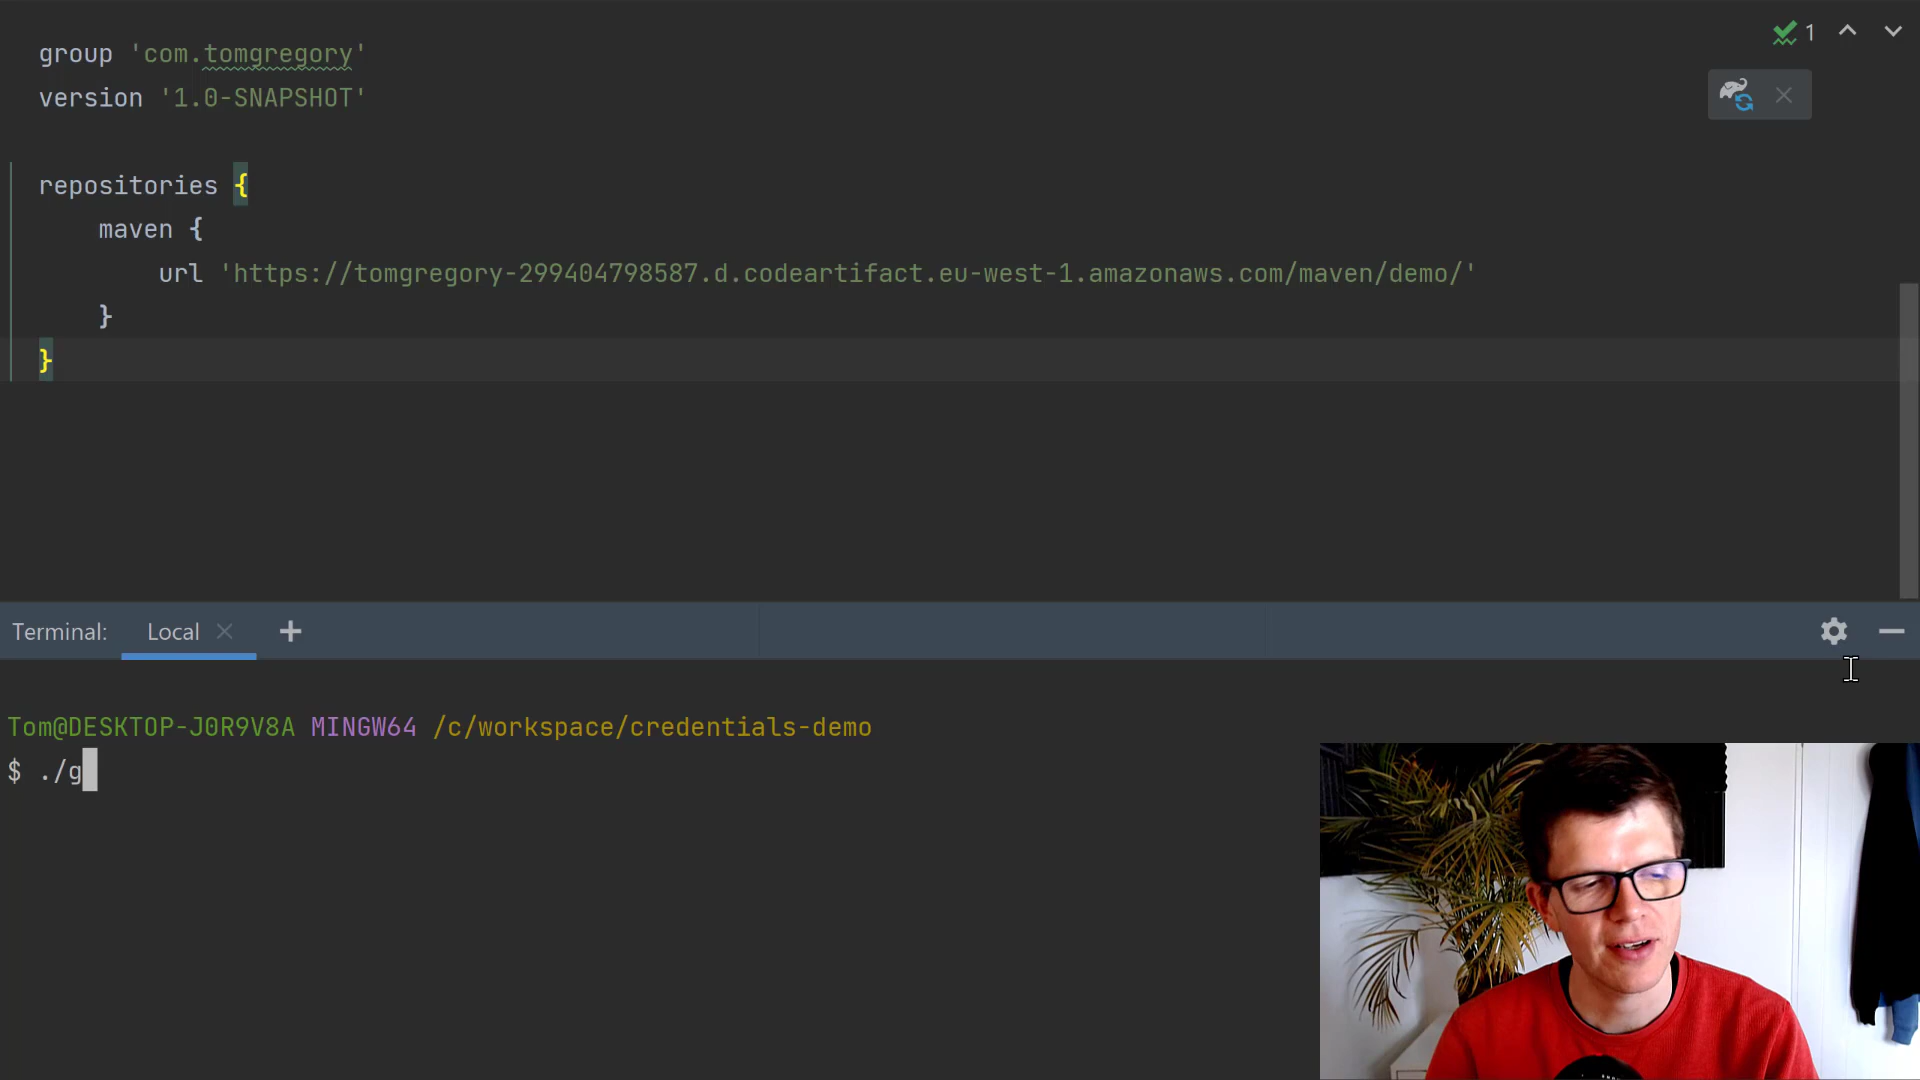 group 'com.tomgregory'
1
version '1.0-SNAPSHOT'
repositories {
maven {
url 'https://tomgregory-299404798587.d.codeartifact.eu-west-1.amazonaws.com/maven/demo/'
}
}
Terminal: Local
Tom@DESKTOP-J0R9V8A MINGW64 /c/workspace/credentials-demo
$ ./g